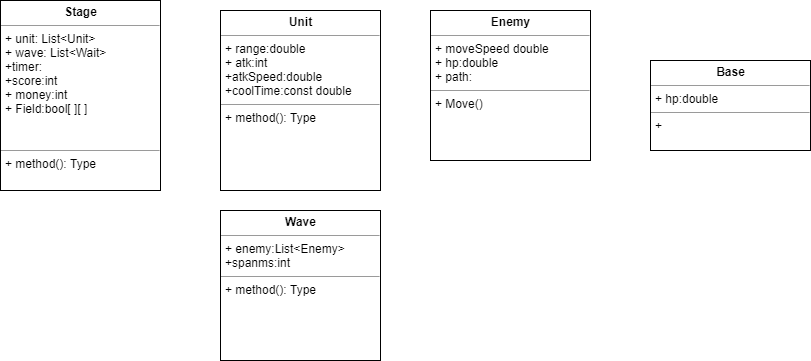 Stage
+ unit: List<Unit>
+ wave: List<Wait>
+timer:
+score:int
+ money:int
+ Field:bool[ ][ ]
+ method(): Type
Unit
+ range:double
+ atk:int
+atkSpeed:double
+coolTime:const double
+ method(): Type
Enemy
+ moveSpeed double
+ hp:double
+ path:
+ Move()
Base
+ hp:double
+
Wave
+ enemy:List<Enemy>
+spanms:int
+ method(): Type